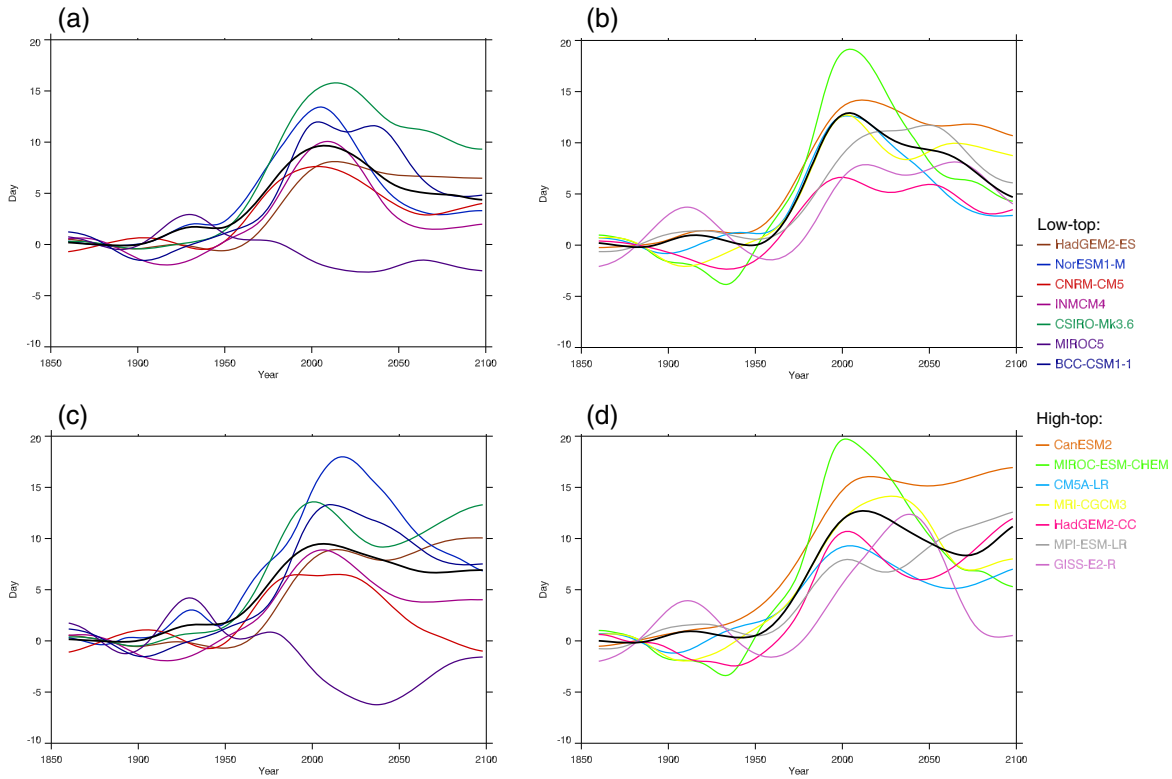 (a)
20
15
10
5
0
-5
-10
Day
1850
1900
1950
2000
2050
2100
Year
(b)
20
15
10
5
0
-5
-10
Day
1850
1900
1950
2000
2050
2100
Year
Low-top:
HadGEM2-ES
NorESM1-M
CNRM-CM5
INMCM4
CSIRO-Mk3.6
MIROC5
BCC-CSM1-1
(c)
20
15
10
5
0
-5
-10
Day
1850
1900
1950
2000
2050
2100
Year
(d)
20
15
10
5
0
-5
-10
Day
1850
1900
1950
2000
2050
2100
Year
High-top:
CanESM2
MIROC-ESM-CHEM
CM5A-LR
MRI-CGCM3
HadGEM2-CC
MPI-ESM-LR
GISS-E2-R